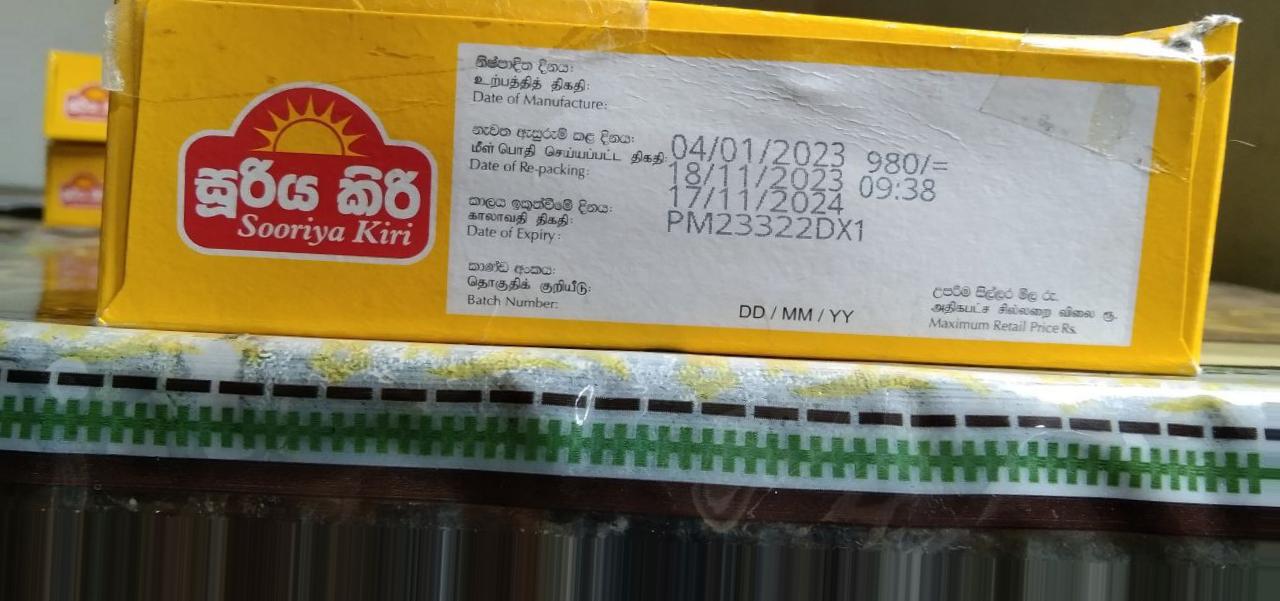 සූරිය කිරි
Sooriya Kiri
නිෂ්පාදිත දිනය:
உற்பத்தித் திகதி:
Date of Manufacture:
නැවත ඇසුරුම් කළ දිනය:
மீள் பொதி செய்யப்பட்ட திகதி:
Date of Re-packing:
කාලය ඉකුත්වීමේ දිනය:
காலாவதி திகதி:
Date of Expiry:
කාණ්ඩ අංකය:
தொகுதிக் குறியீடு:
Batch Number:
04/01/2023 980/=
18/11/2023 09:38
17/11/2024
PM23322DX1
DD / MM / YY
උපරිම සිල්ලර මිල රු.
அதிகபட்ச சில்லறை விலை ரூ.
Maximum Retail Price Rs.